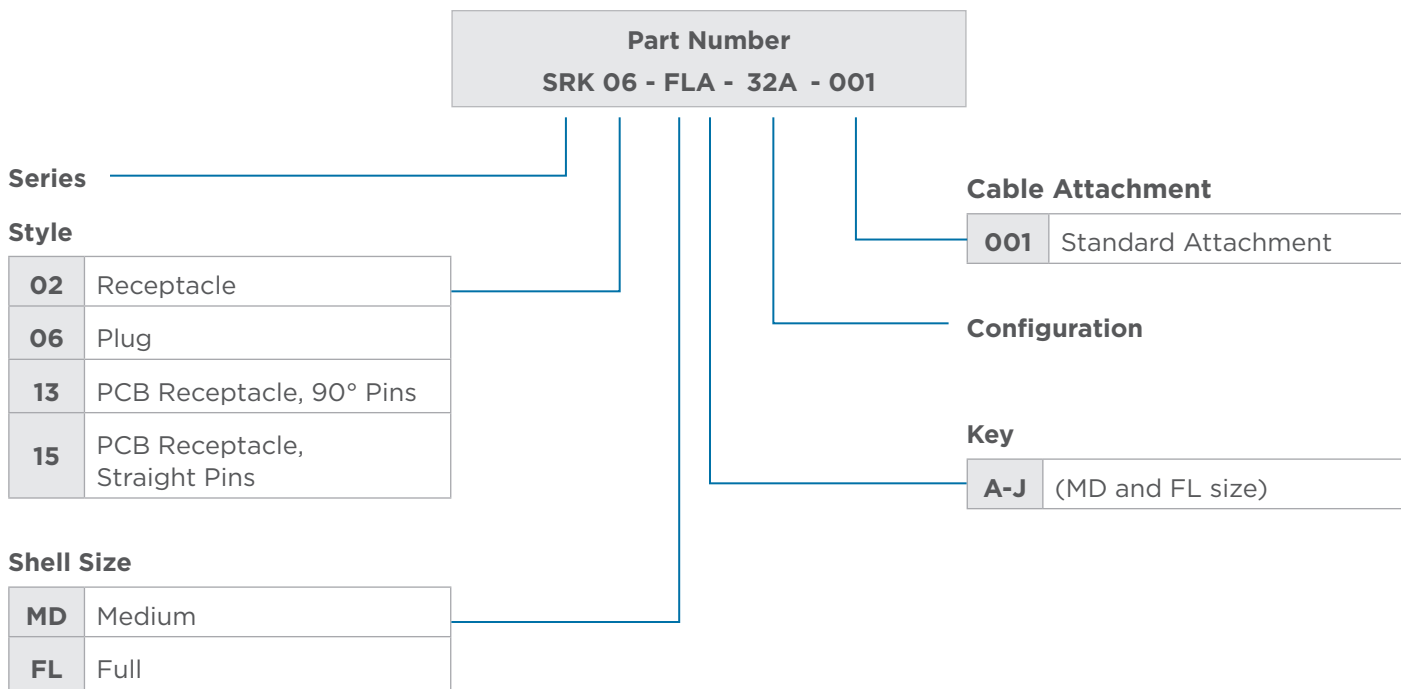 Part Number
SRK 06 - FLA - 32A - 001
Series
Style
02 Receptacle
06 Plug
13 PCB Receptacle, 90° Pins
15 PCB Receptacle,
Straight Pins
Shell Size
MD Medium
FL Full
Cable Attachment
001 Standard Attachment
Configuration
Key
A-J (MD and FL size)